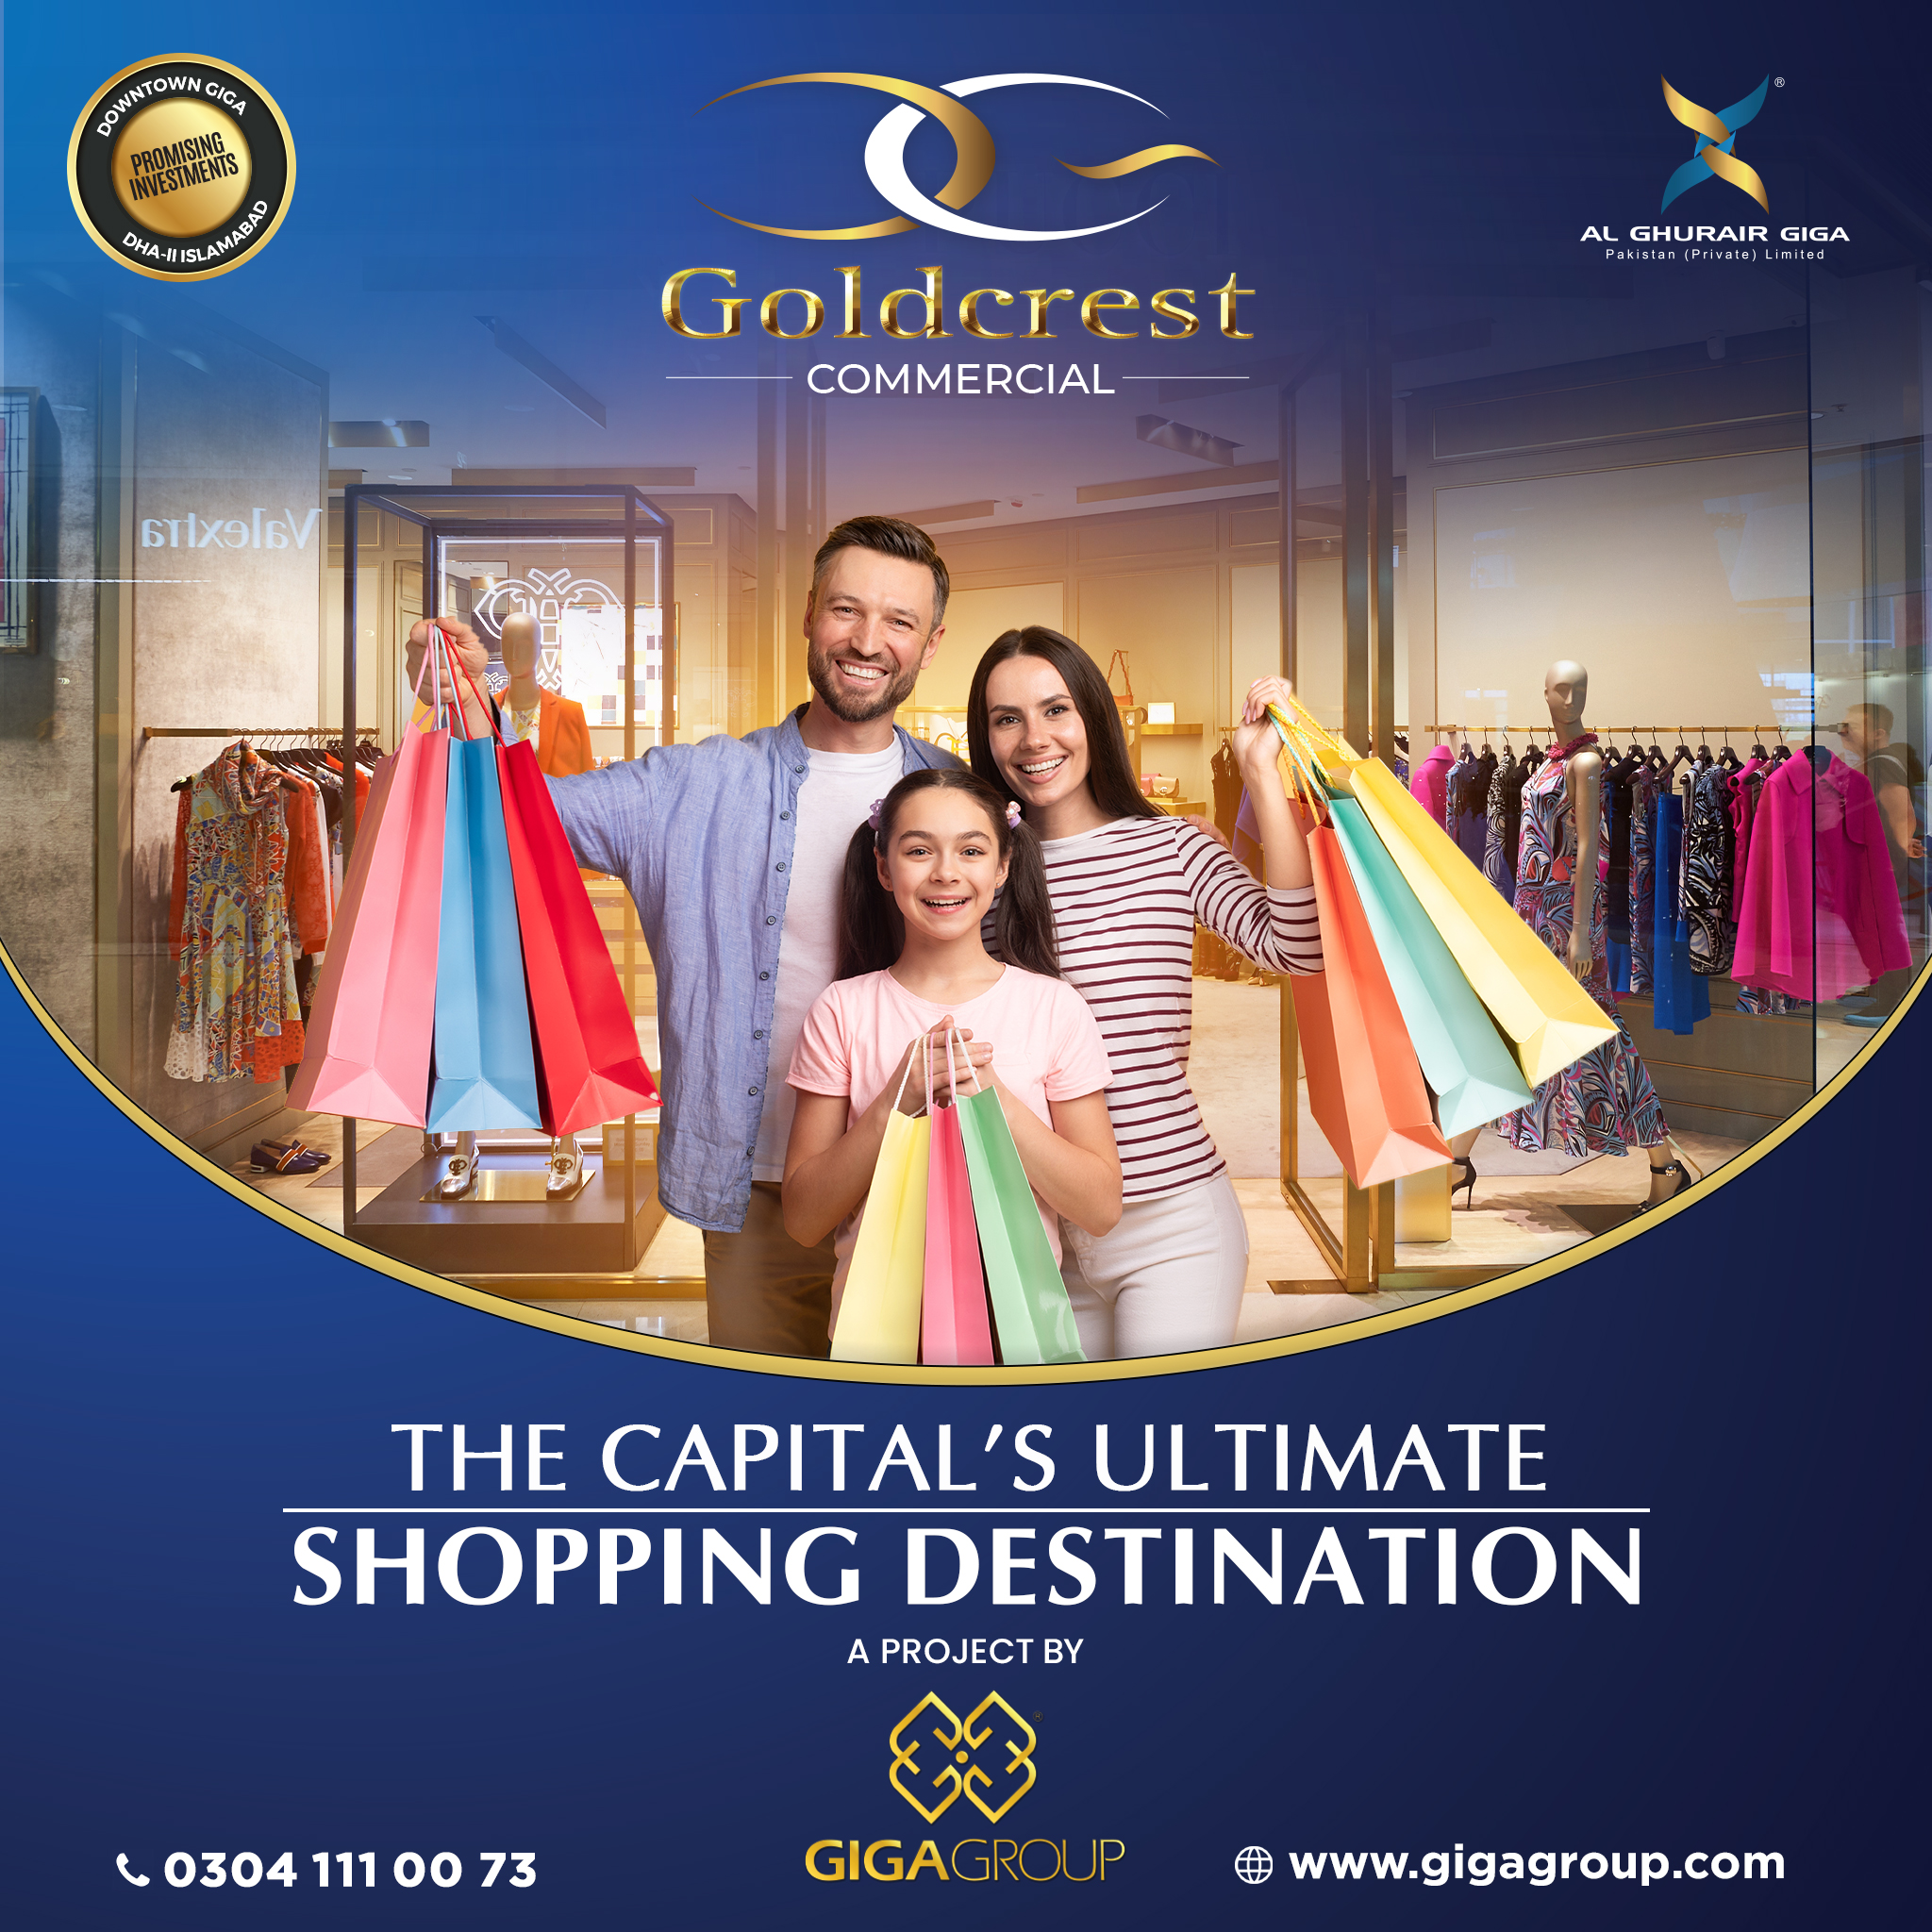 DOWNTOWN GIGA
PROMISING
INVESTMENTS
DHA-II ISLAMABAD
Goldcrest
COMMERCIAL
®
AL GHURAIR GIGA
Pakistan (Private) Limited
Valextra
THE CAPITAL'S ULTIMATE
SHOPPING DESTINATION
A PROJECT BY
®
GIGAGROUP
0304 111 00 73
www.gigagroup.com